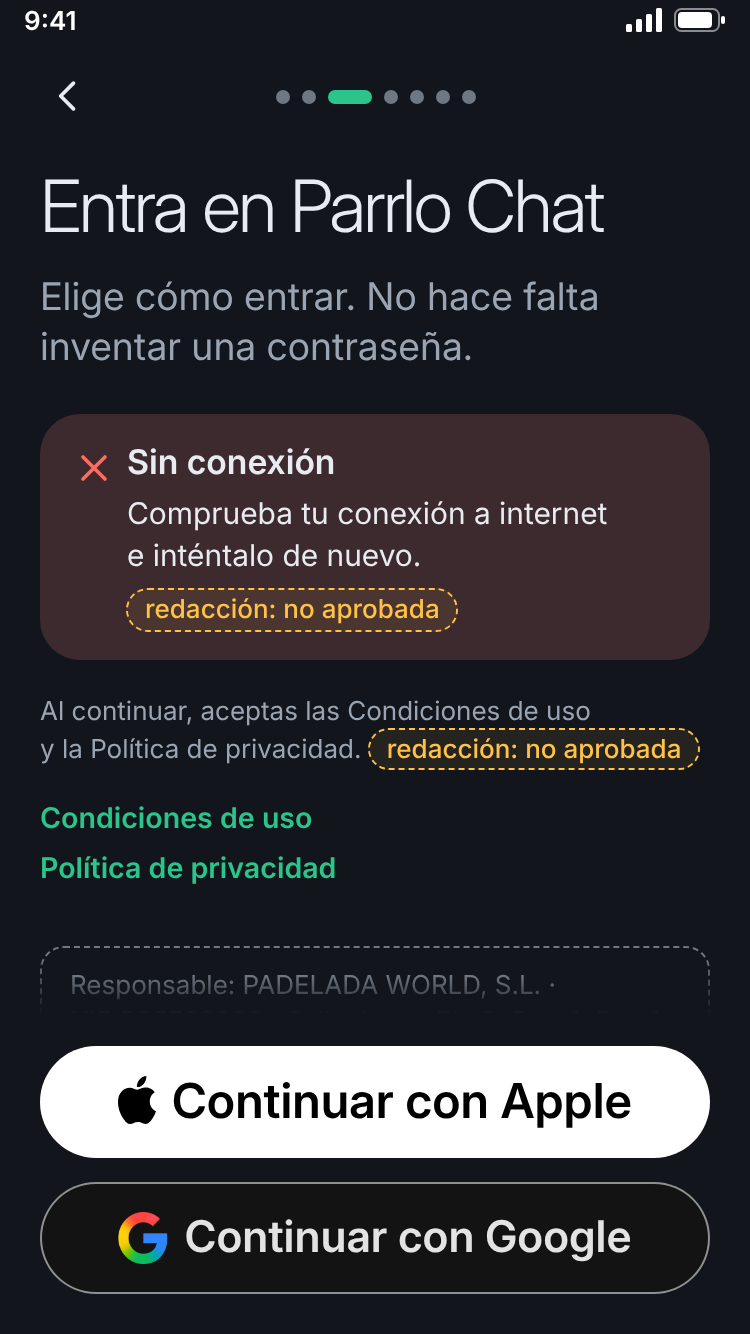 9:41
Entra en Parrlo Chat
Elige cómo entrar. No hace falta
inventar una contraseña.
Sin conexión
Comprueba tu conexión a internet
e inténtalo de nuevo.
redacción: no aprobada
Al continuar, aceptas las Condiciones de uso
y la Política de privacidad. redacción: no aprobada
Condiciones de uso
Política de privacidad
Responsable: PADELADA WORLD, S.L. ·
Continuar con Apple
Continuar con Google